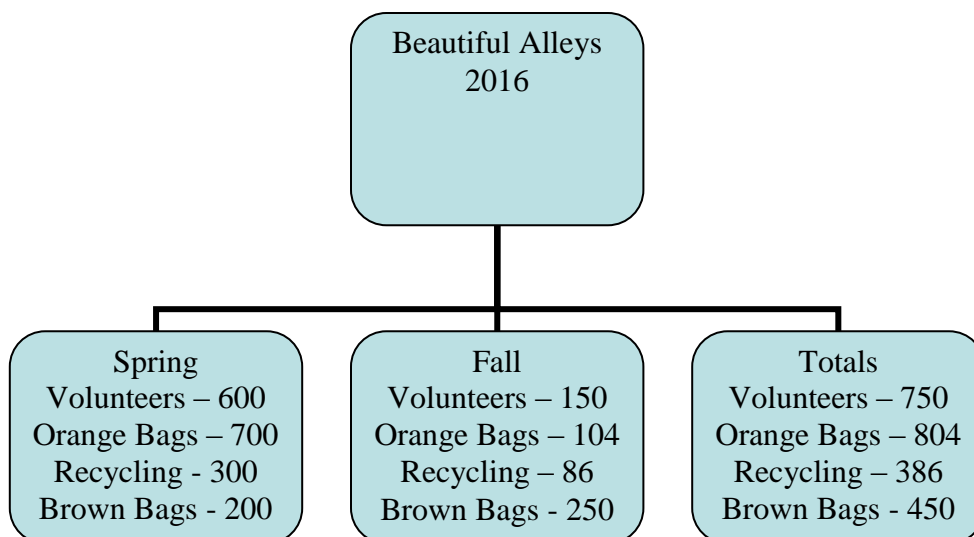 Beautiful Alleys
2016
Spring
Volunteers – 600
Orange Bags – 700
Recycling - 300
Brown Bags - 200
Fall
Volunteers – 150
Orange Bags – 104
Recycling – 86
Brown Bags - 250
Totals
Volunteers – 750
Orange Bags – 804
Recycling – 386
Brown Bags - 450